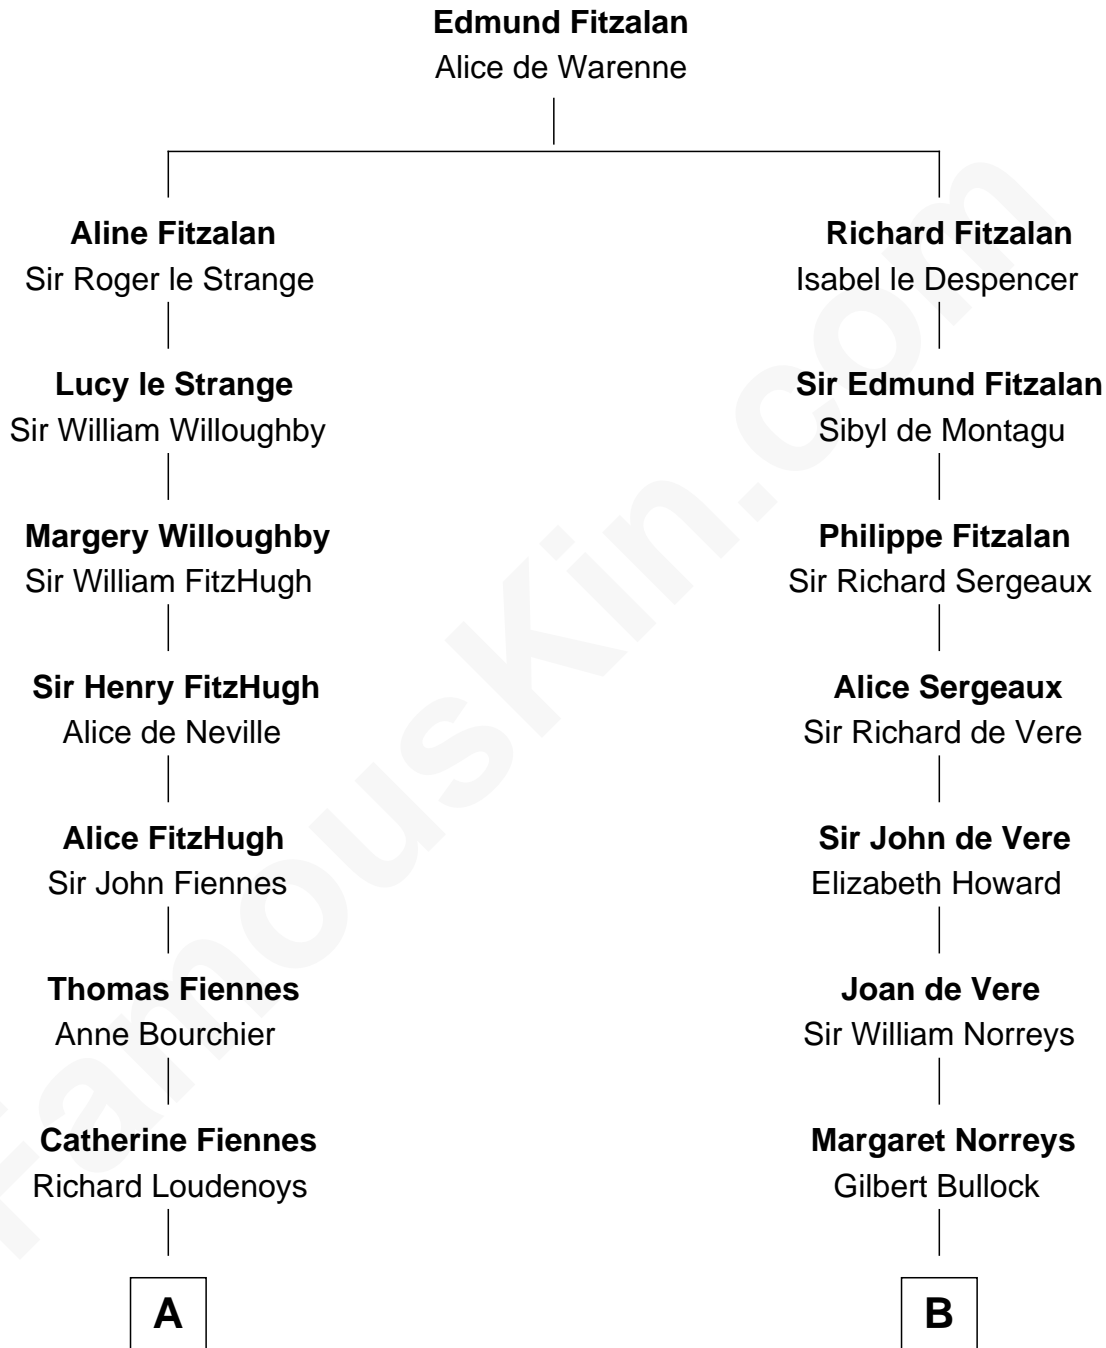 Edmund Fitzalan
Alice de Warenne
Aline Fitzalan
Sir Roger le Strange
Richard Fitzalan
Isabel le Despencer
Lucy le Strange
Sir William Willoughby
Sir Edmund Fitzalan
Sibyl de Montagu
Margery Willoughby
Sir William FitzHugh
Philippe Fitzalan
Sir Richard Sergeaux
Sir Henry FitzHugh
Alice de Neville
Alice Sergeaux
Sir Richard de Vere
Alice FitzHugh
Sir John Fiennes
Sir John de Vere
Elizabeth Howard
Thomas Fiennes
Anne Bourchier
Joan de Vere
Sir William Norreys
Catherine Fiennes
Richard Loudenoys
Margaret Norreys
Gilbert Bullock
A
B
FamousKin.com